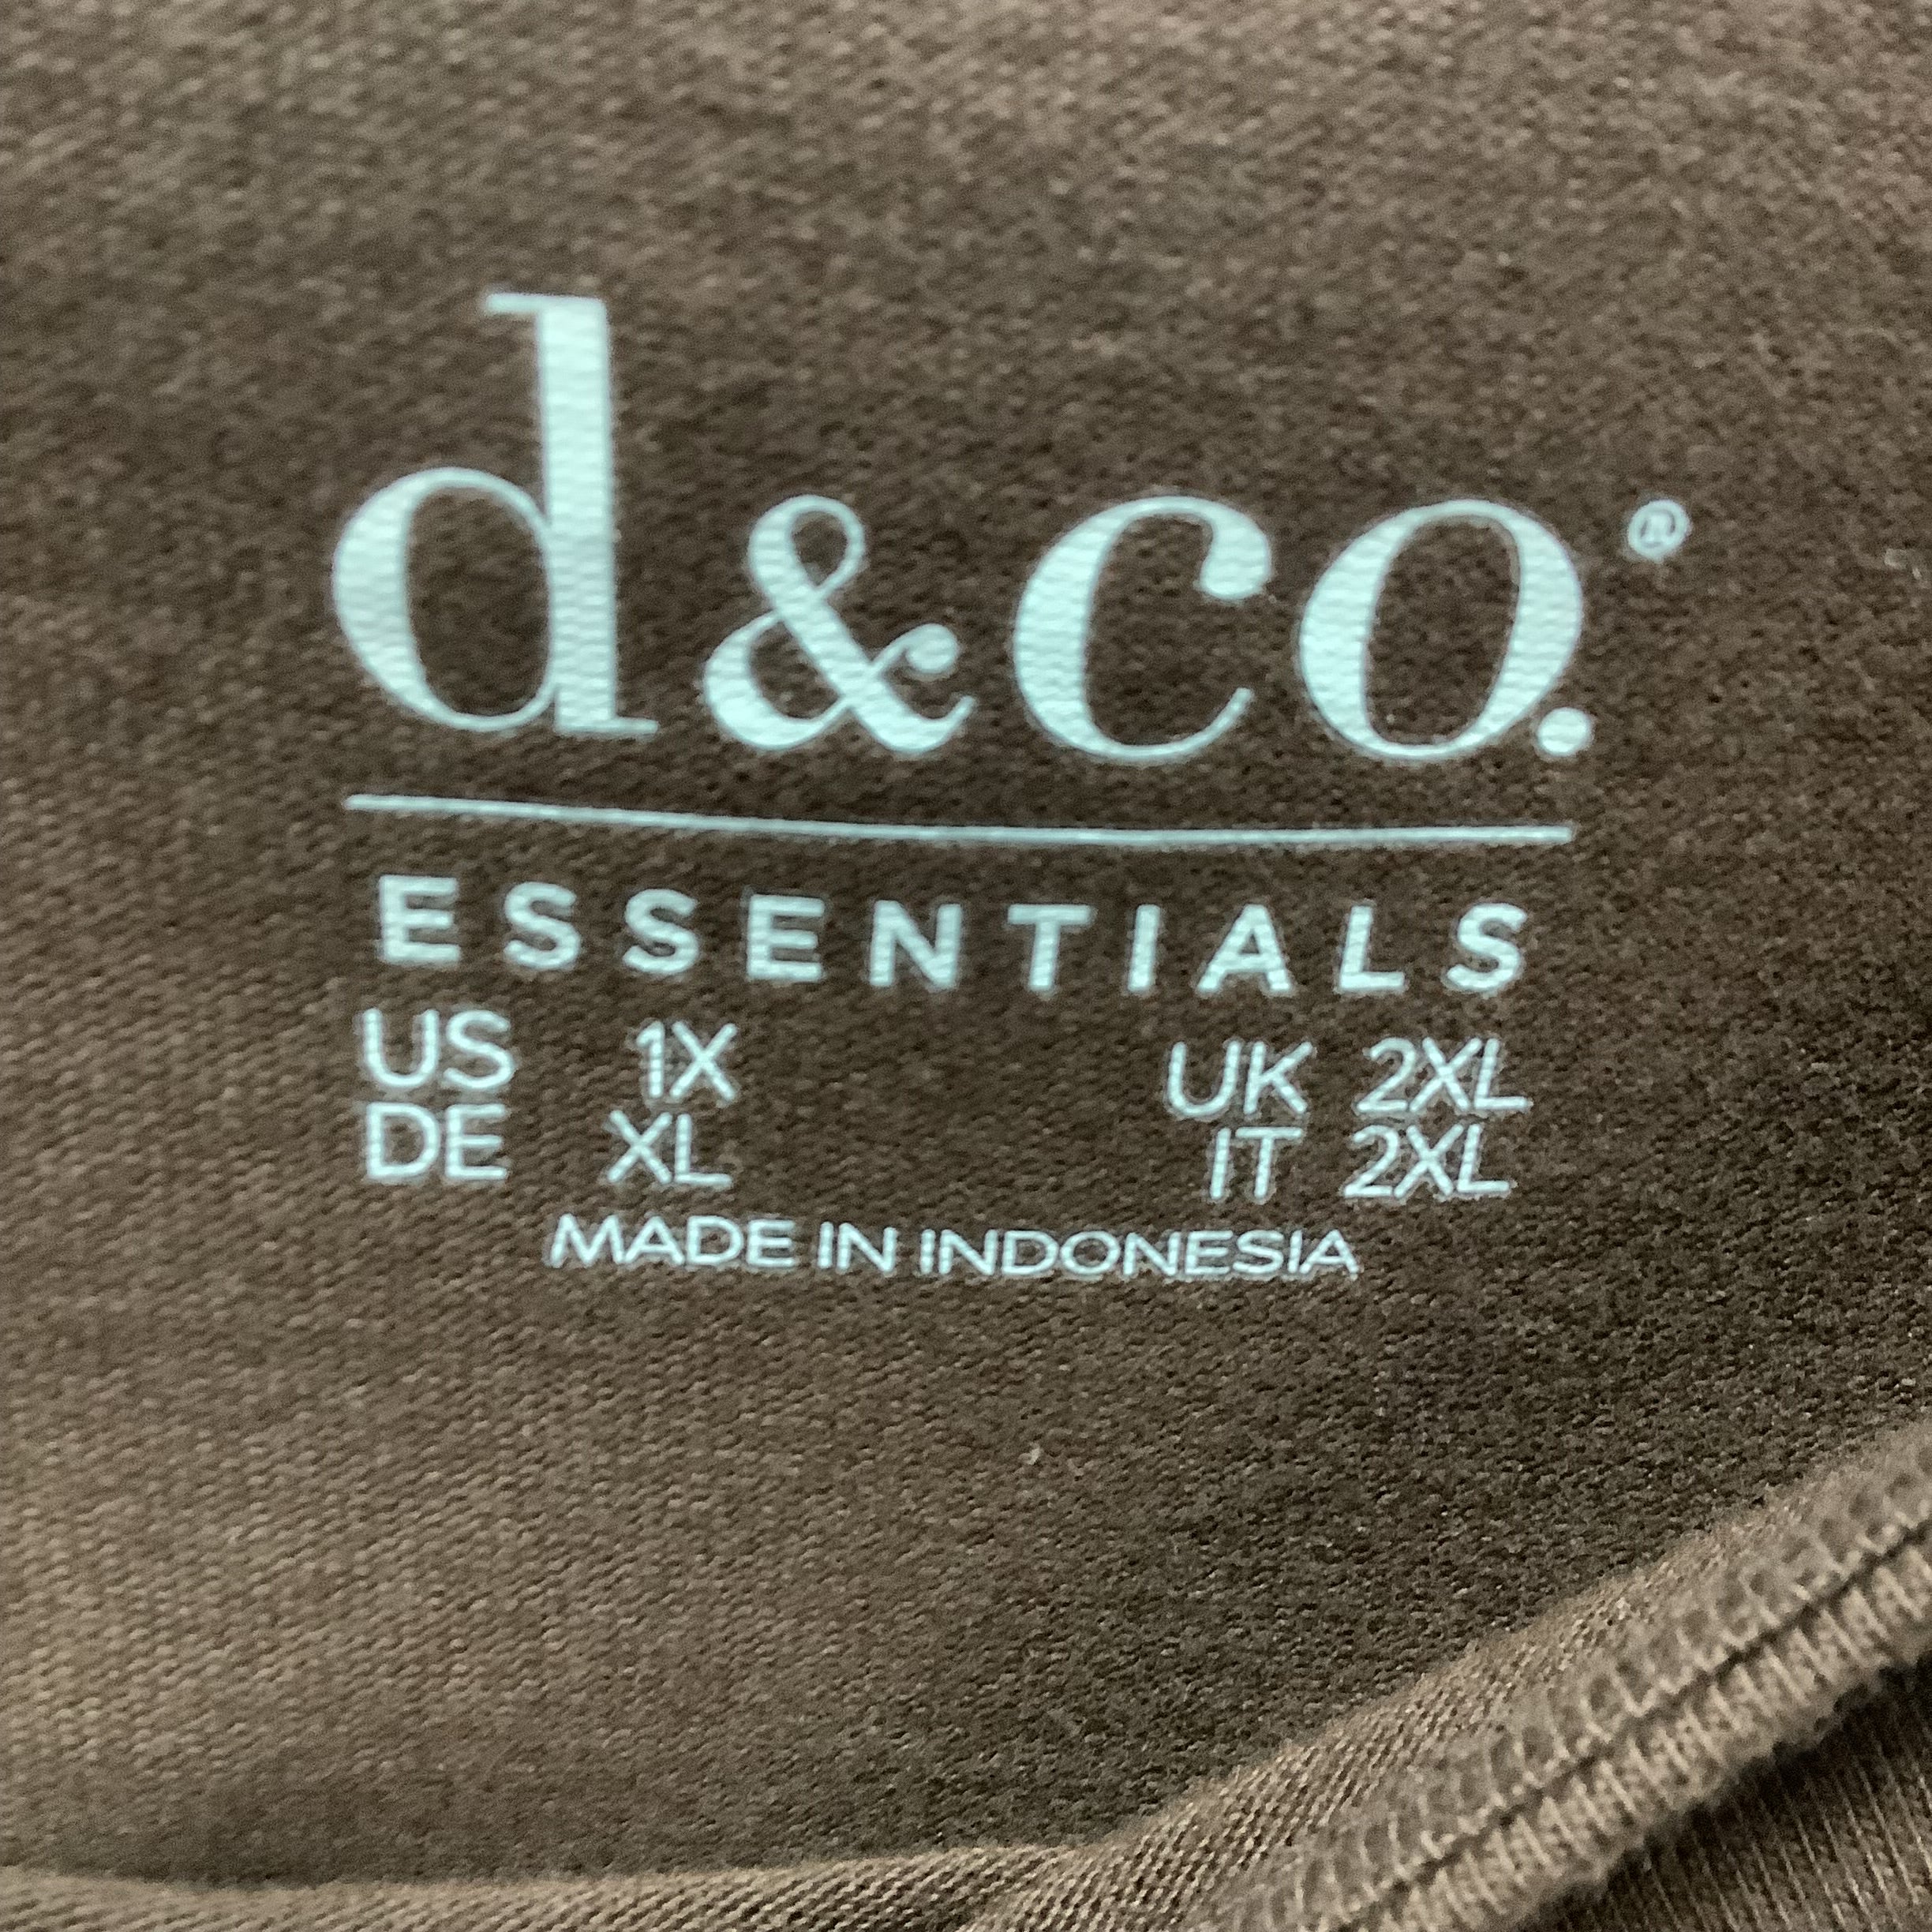 d&co.®
ESSENTIALS
US 1X UK 2XL
DE XL IT 2XL
MADE IN INDONESIA